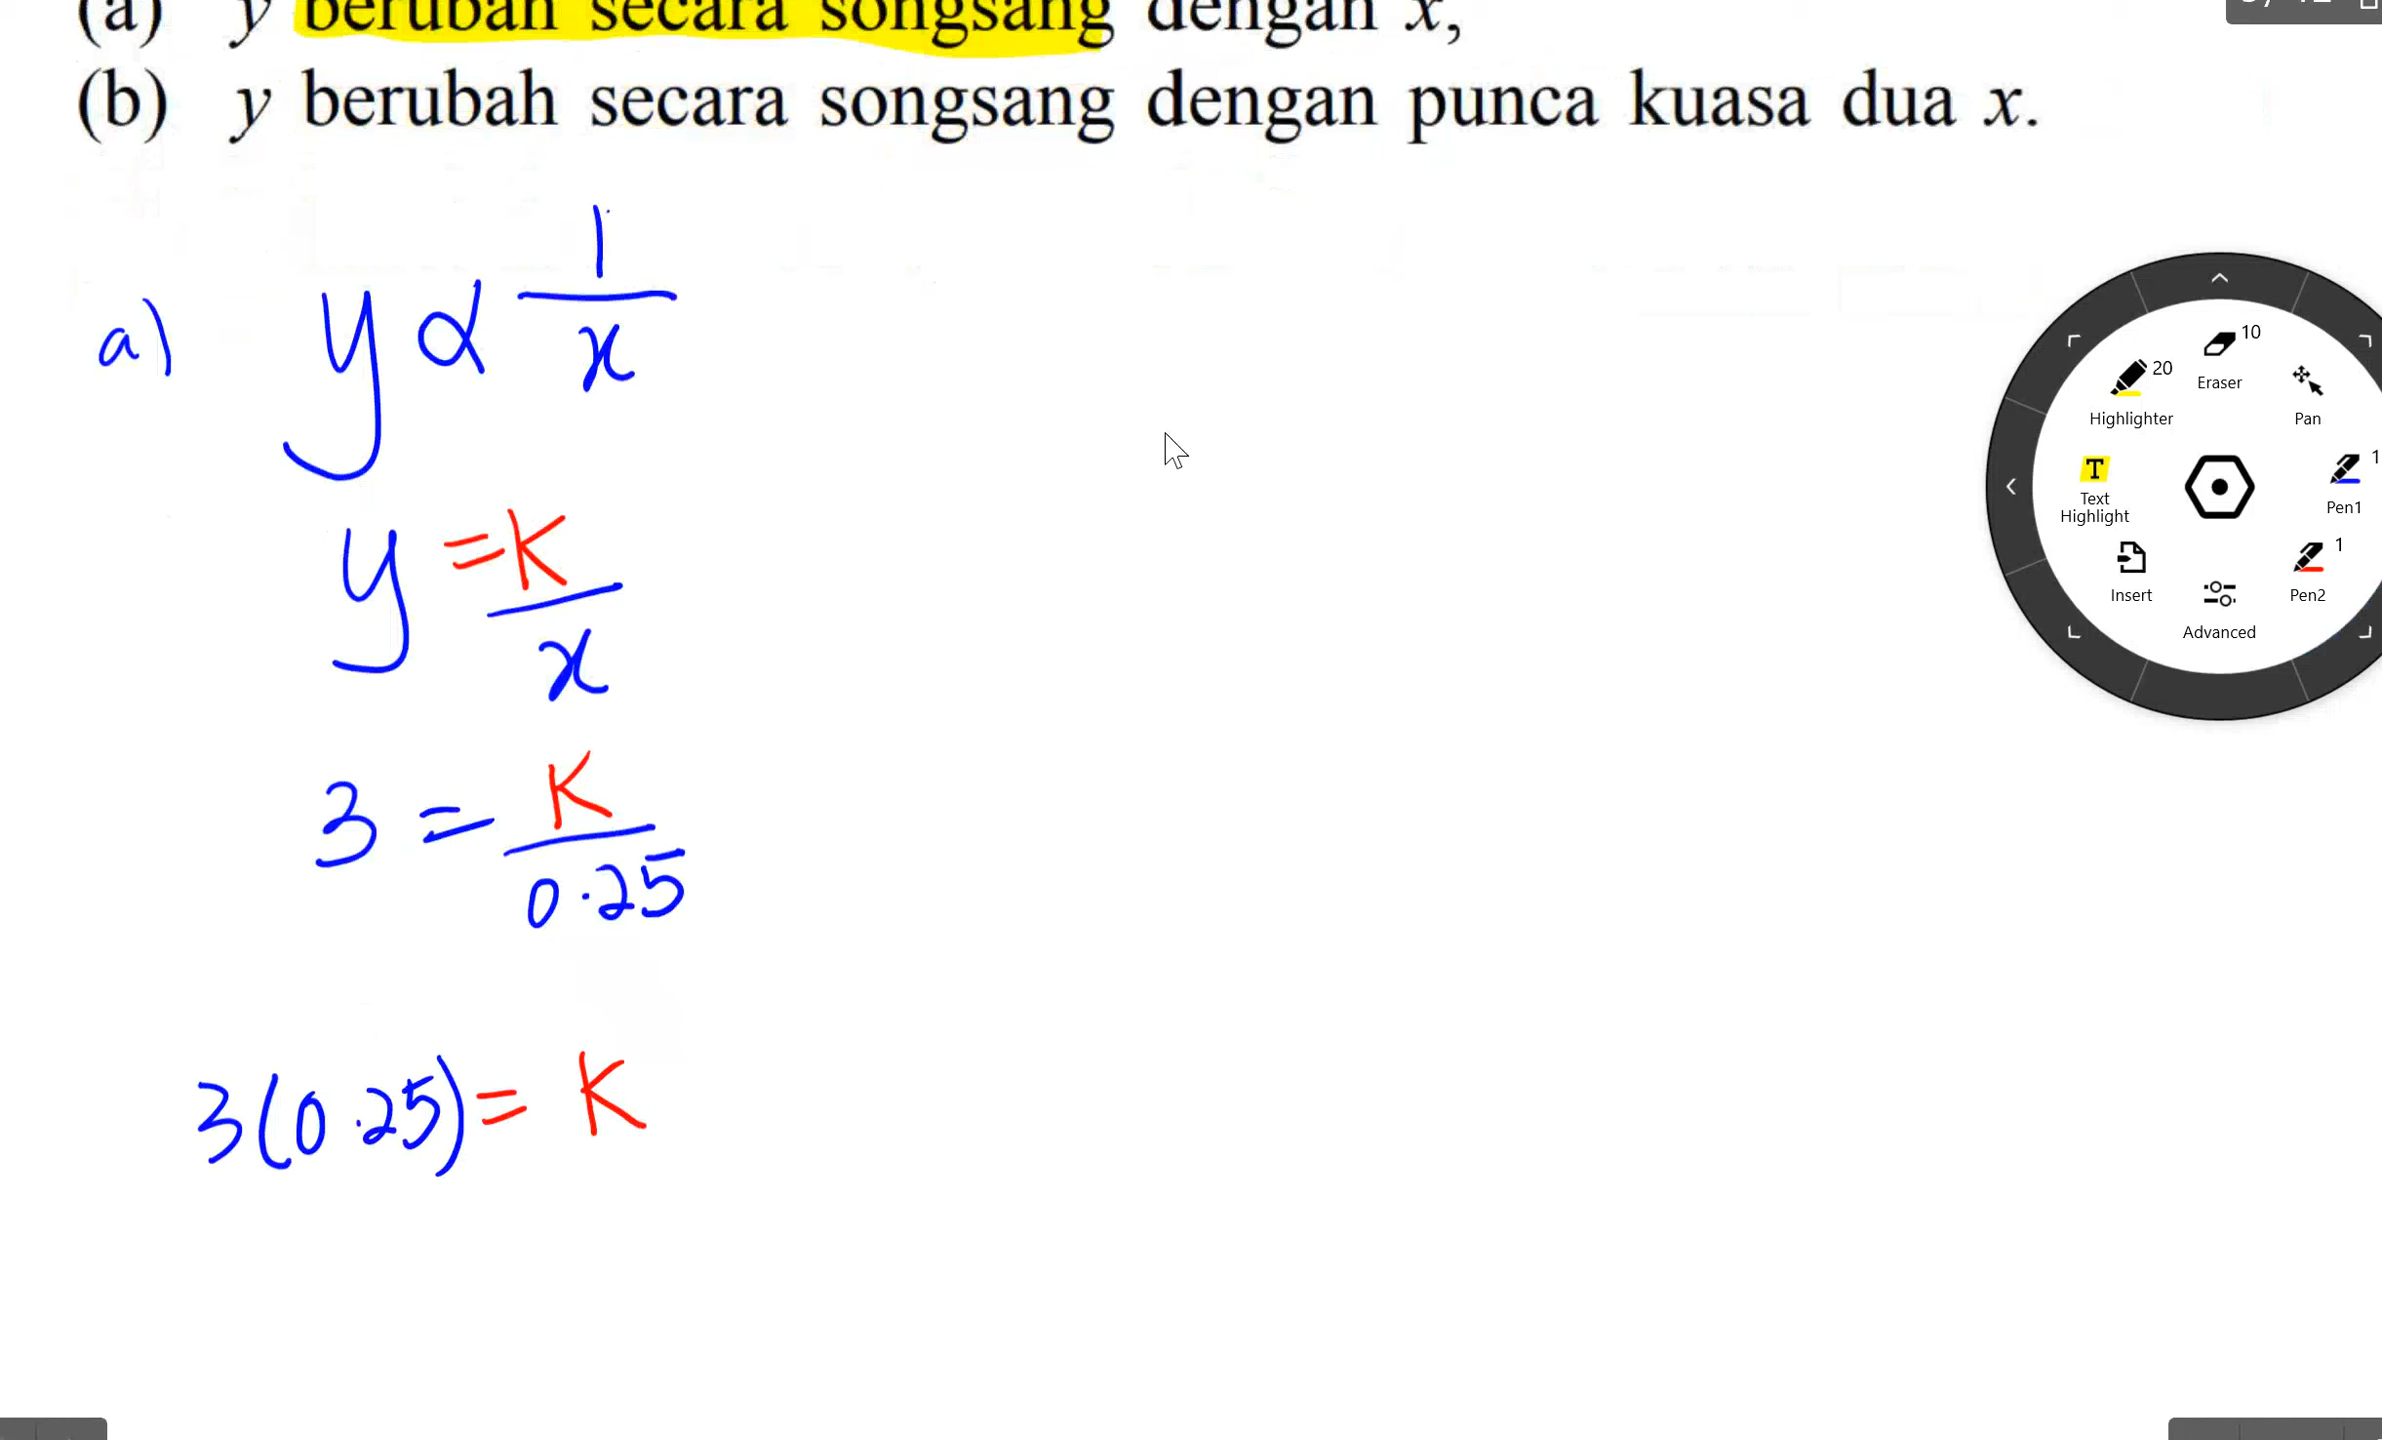 (a) y berubah secara songsang dengan x,
(b) y berubah secara songsang dengan punca kuasa dua x.
a) y ∝ 1/x
y = K/x
3 = K/0.25
3(0.25) = K
10
Eraser
20
Highlighter
Pan
T
Text
Highlight
1
Pen1
Insert
1
Pen2
Advanced